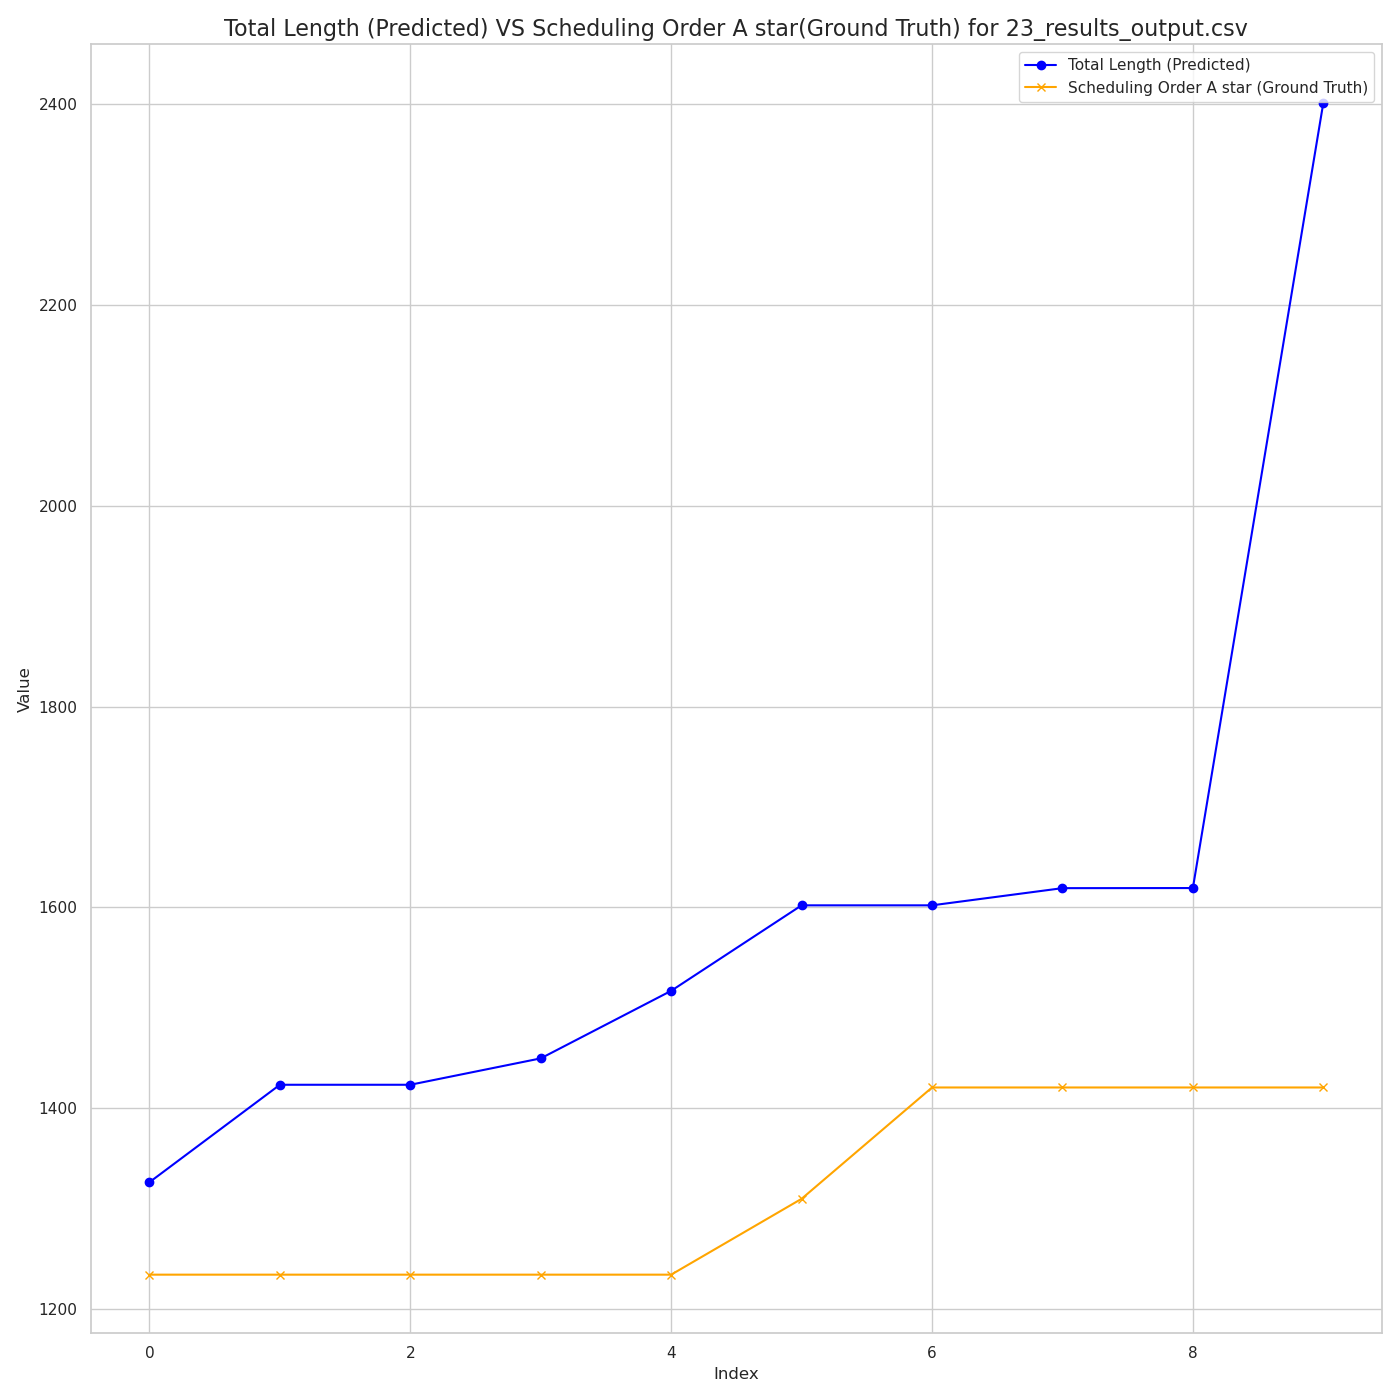 Total Length (Predicted) VS Scheduling Order A star(Ground Truth) for 23_results_output.csv
Total Length (Predicted)
Scheduling Order A star (Ground Truth)
2400
2200
2000
1800
1600
1400
1200
Value
0 2 4 6 8
Index